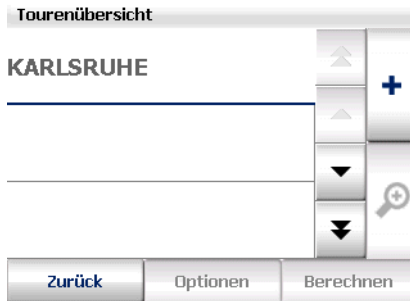 Tourenübersicht
KARLSRUHE
Zurück
Optionen
Berechnen